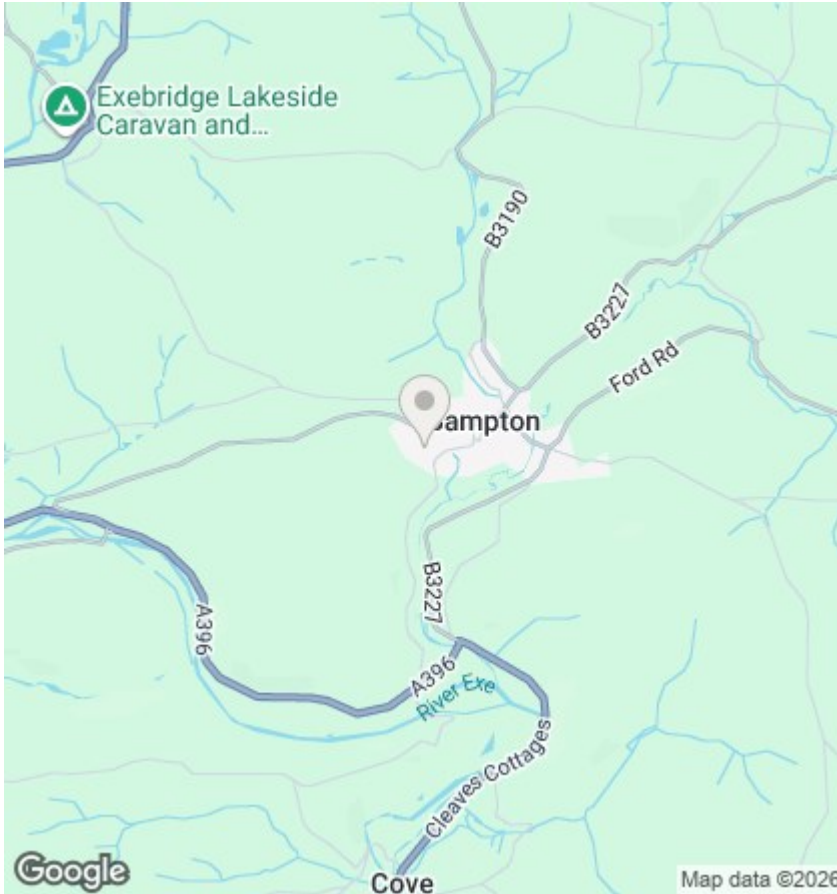 Exebridge Lakeside
Caravan and...
B3190
B3227
Ford Rd
Bampton
B3227
A396
A396
River Exe
Cleaves Cottages
Cove
Google
Map data ©2026